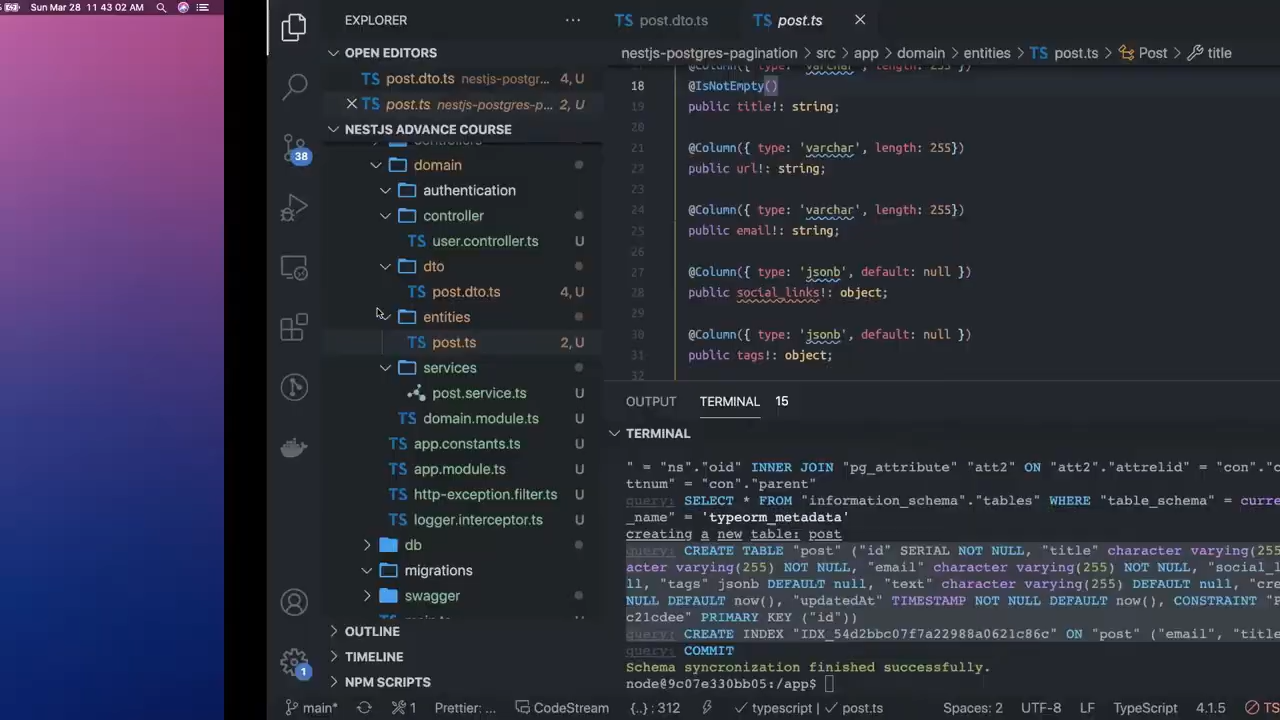 Sun Mar 28 11 43 02 AM
EXPLORER
OPEN EDITORS
TS post.dto.ts nestjs-postgr... 4, U
TS post.ts nestjs-postgres-p... 2, U
NESTJS ADVANCE COURSE
controllers
domain
authentication
controller
TS user.controller.ts U
dto
TS post.dto.ts 4, U
entities
TS post.ts 2, U
services
post.service.ts U
TS domain.module.ts U
TS app.constants.ts U
TS app.module.ts U
TS http-exception.filter.ts U
TS logger.interceptor.ts U
db
migrations
swagger
OUTLINE
TIMELINE
NPM SCRIPTS
38
1
TS post.dto.ts TS post.ts
nestjs-postgres-pagination > src > app > domain > entities > TS post.ts > Post > title
@Column({ type: 'varchar', length: 255})
18 @IsNotEmpty()
19 public title!: string;
20
21 @Column({ type: 'varchar', length: 255})
22 public url!: string;
23
24 @Column({ type: 'varchar', length: 255})
25 public email!: string;
26
27 @Column({ type: 'jsonb', default: null })
28 public social_links!: object;
29
30 @Column({ type: 'jsonb', default: null })
31 public tags!: object;
32
OUTPUT TERMINAL 15
TERMINAL
" = "ns"."oid" INNER JOIN "pg_attribute" "att2" ON "att2"."attrelid" = "con"."c
ttnum" = "con"."parent"
query: SELECT * FROM "information_schema"."tables" WHERE "table_schema" = curre
_name" = 'typeorm_metadata'
creating a new table: post
query: CREATE TABLE "post" ("id" SERIAL NOT NULL, "title" character varying(255
acter varying(255) NOT NULL, "email" character varying(255) NOT NULL, "social_l
ll, "tags" jsonb DEFAULT null, "text" character varying(255) DEFAULT null, "cre
NULL DEFAULT now(), "updatedAt" TIMESTAMP NOT NULL DEFAULT now(), CONSTRAINT "P
c21cdee" PRIMARY KEY ("id"))
query: CREATE INDEX "IDX_54d2bbc07f7a22988a0621c86c" ON "post" ("email", "title
query: COMMIT
Schema syncronization finished successfully.
node@9c07e330bb05:/app$
main* 1 Prettier: ... CodeStream {..} : 312 typescript | post.ts Spaces: 2 UTF-8 LF TypeScript 4.1.5 TS